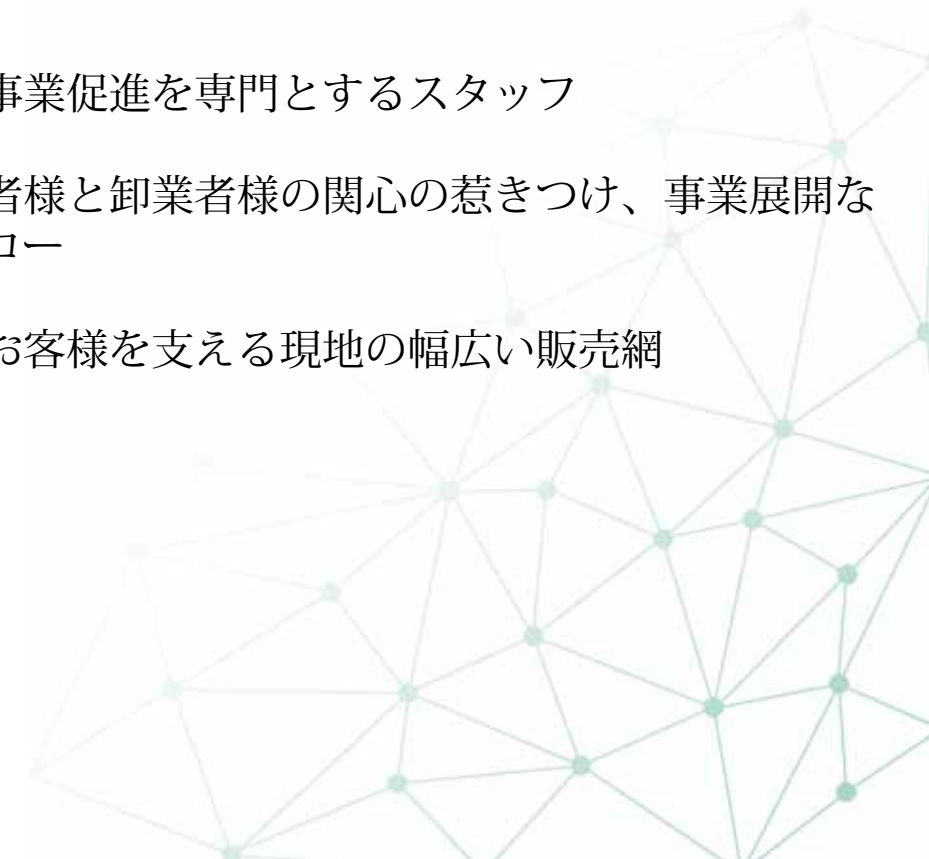 事業促進を専門とするスタッフ
者様と卸業者様の関心の惹きつけ、事業展開な
ロー
お客様を支える現地の幅広い販売網